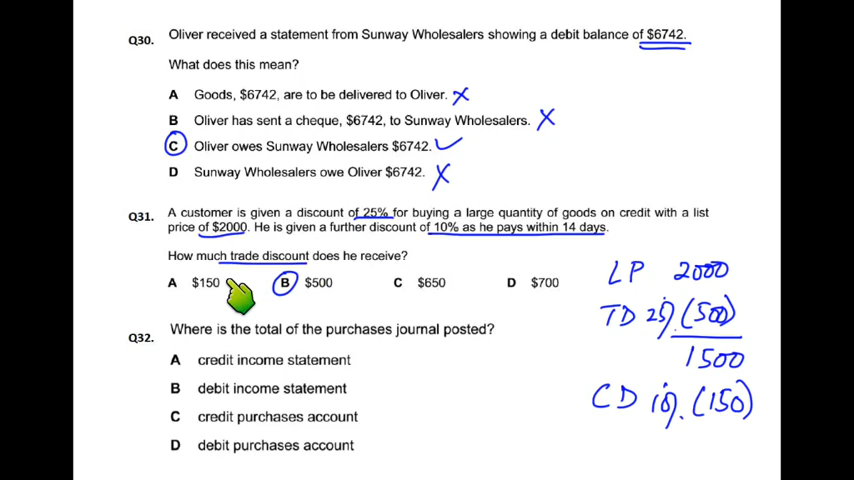 Q30. Oliver received a statement from Sunway Wholesalers showing a debit balance of $6742.
What does this mean?
A Goods, $6742, are to be delivered to Oliver. X
B Oliver has sent a cheque, $6742, to Sunway Wholesalers. X
C Oliver owes Sunway Wholesalers $6742. ✓
D Sunway Wholesalers owe Oliver $6742. X
Q31. A customer is given a discount of 25% for buying a large quantity of goods on credit with a list
price of $2000. He is given a further discount of 10% as he pays within 14 days.
How much trade discount does he receive?
A $150 B $500 C $650 D $700
LP 2000
TD 25% (500)
1500
CD 10% (150)
Q32. Where is the total of the purchases journal posted?
A credit income statement
B debit income statement
C credit purchases account
D debit purchases account